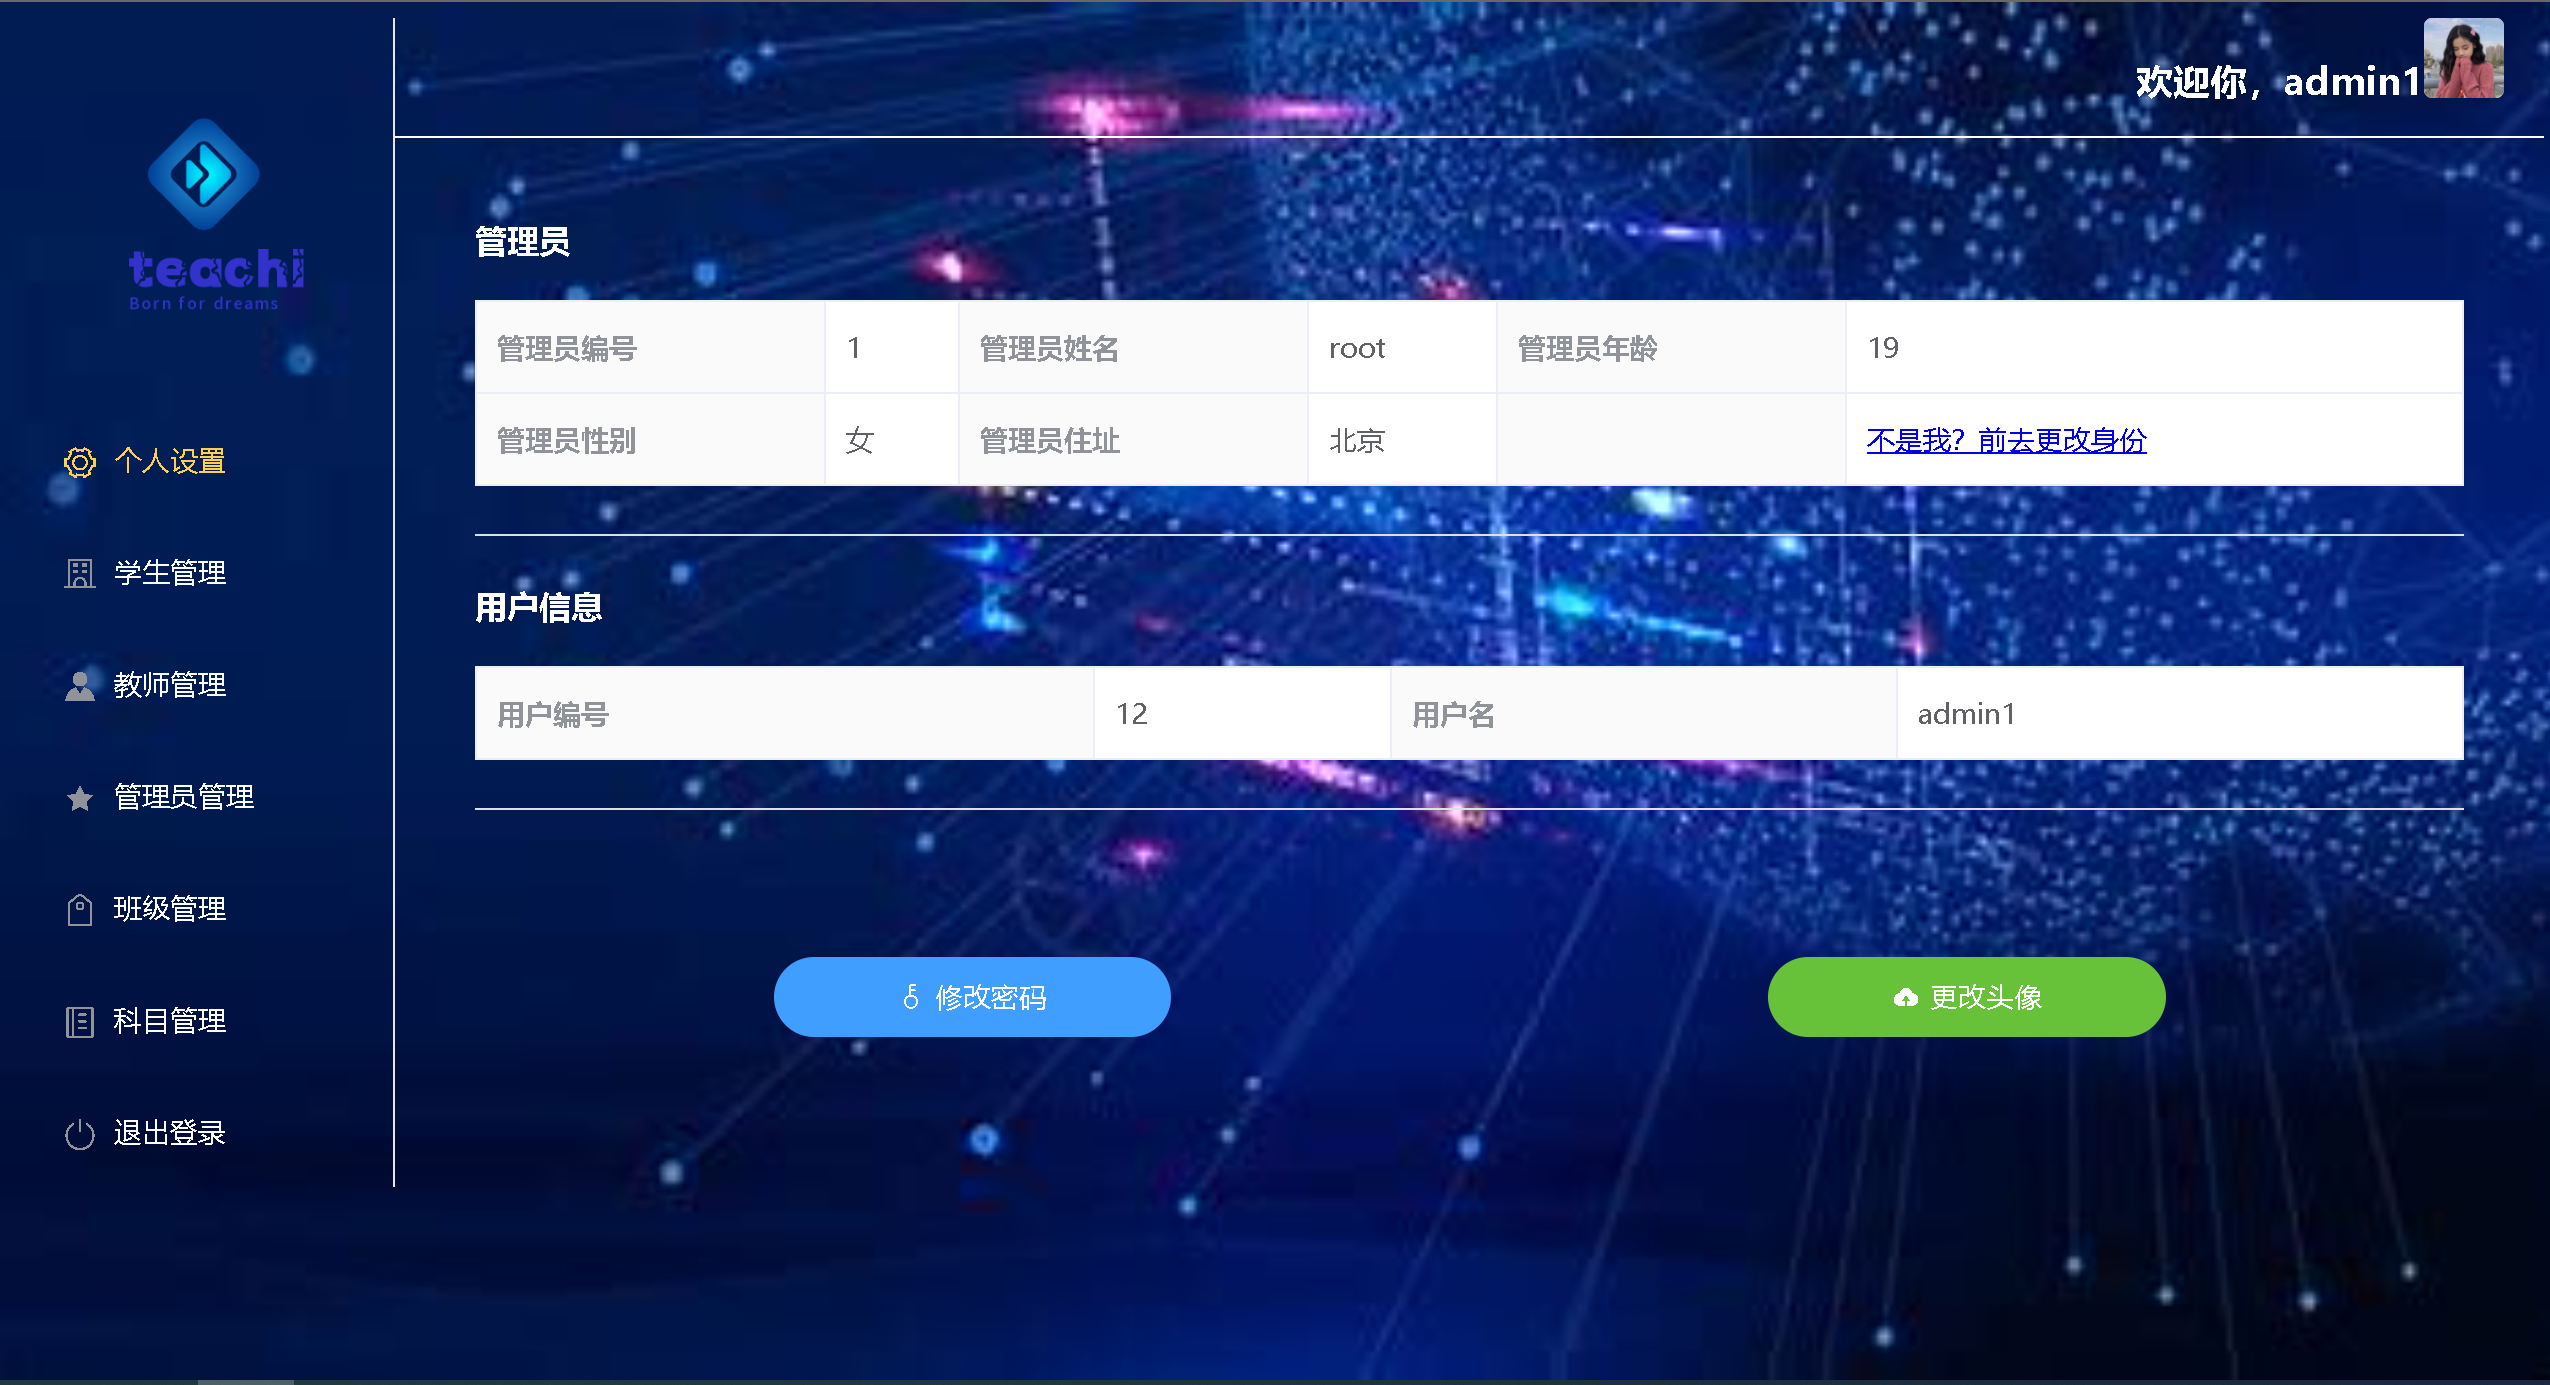 欢迎你，admin1
teachi
Born for dreams
个人设置
学生管理
教师管理
管理员管理
班级管理
科目管理
退出登录
管理员
管理员编号 1 管理员姓名 root 管理员年龄 19
管理员性别 女 管理员住址 北京 不是我？前去更改身份
用户信息
用户编号 12 用户名 admin1
修改密码 更改头像